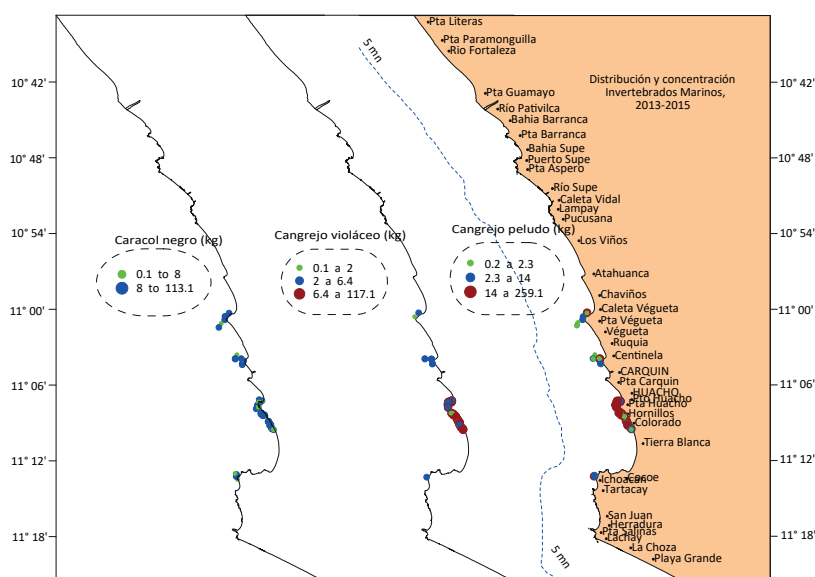 Pta Literas
Pta Paramonguilla
Rio Fortaleza
5 mn
10° 42'
10° 42'
Distribución y concentración
Invertebrados Marinos,
2013-2015
Pta Guamayo
Río Pativilca
Bahia Barranca
Pta Barranca
10° 48'
10° 48'
Bahia Supe
Puerto Supe
Pta Aspero
Río Supe
Caleta Vidal
Lampay
Pucusana
10° 54'
10° 54'
Los Viños
Caracol negro (kg)
0.1 to 8
8 to 113.1
Cangrejo violáceo (kg)
0.1 a 2
2 a 6.4
6.4 a 117.1
Cangrejo peludo (kg)
0.2 a 2.3
2.3 a 14
14 a 259.1
Atahuanca
Chaviños
11° 00'
11° 00'
Caleta Végueta
Pta Végueta
Végueta
Ruquia
Centinela
11° 06'
11° 06'
CARQUIN
Pta Carquin
HUACHO
Pto Huacho
Pta Huacho
Hornillos
Colorado
Tierra Blanca
11° 12'
11° 12'
Ichoacan
Cocoe
Tartacay
San Juan
Herradura
11° 18'
11° 18'
Pta Salinas
Lachay
La Choza
Playa Grande
5 mn